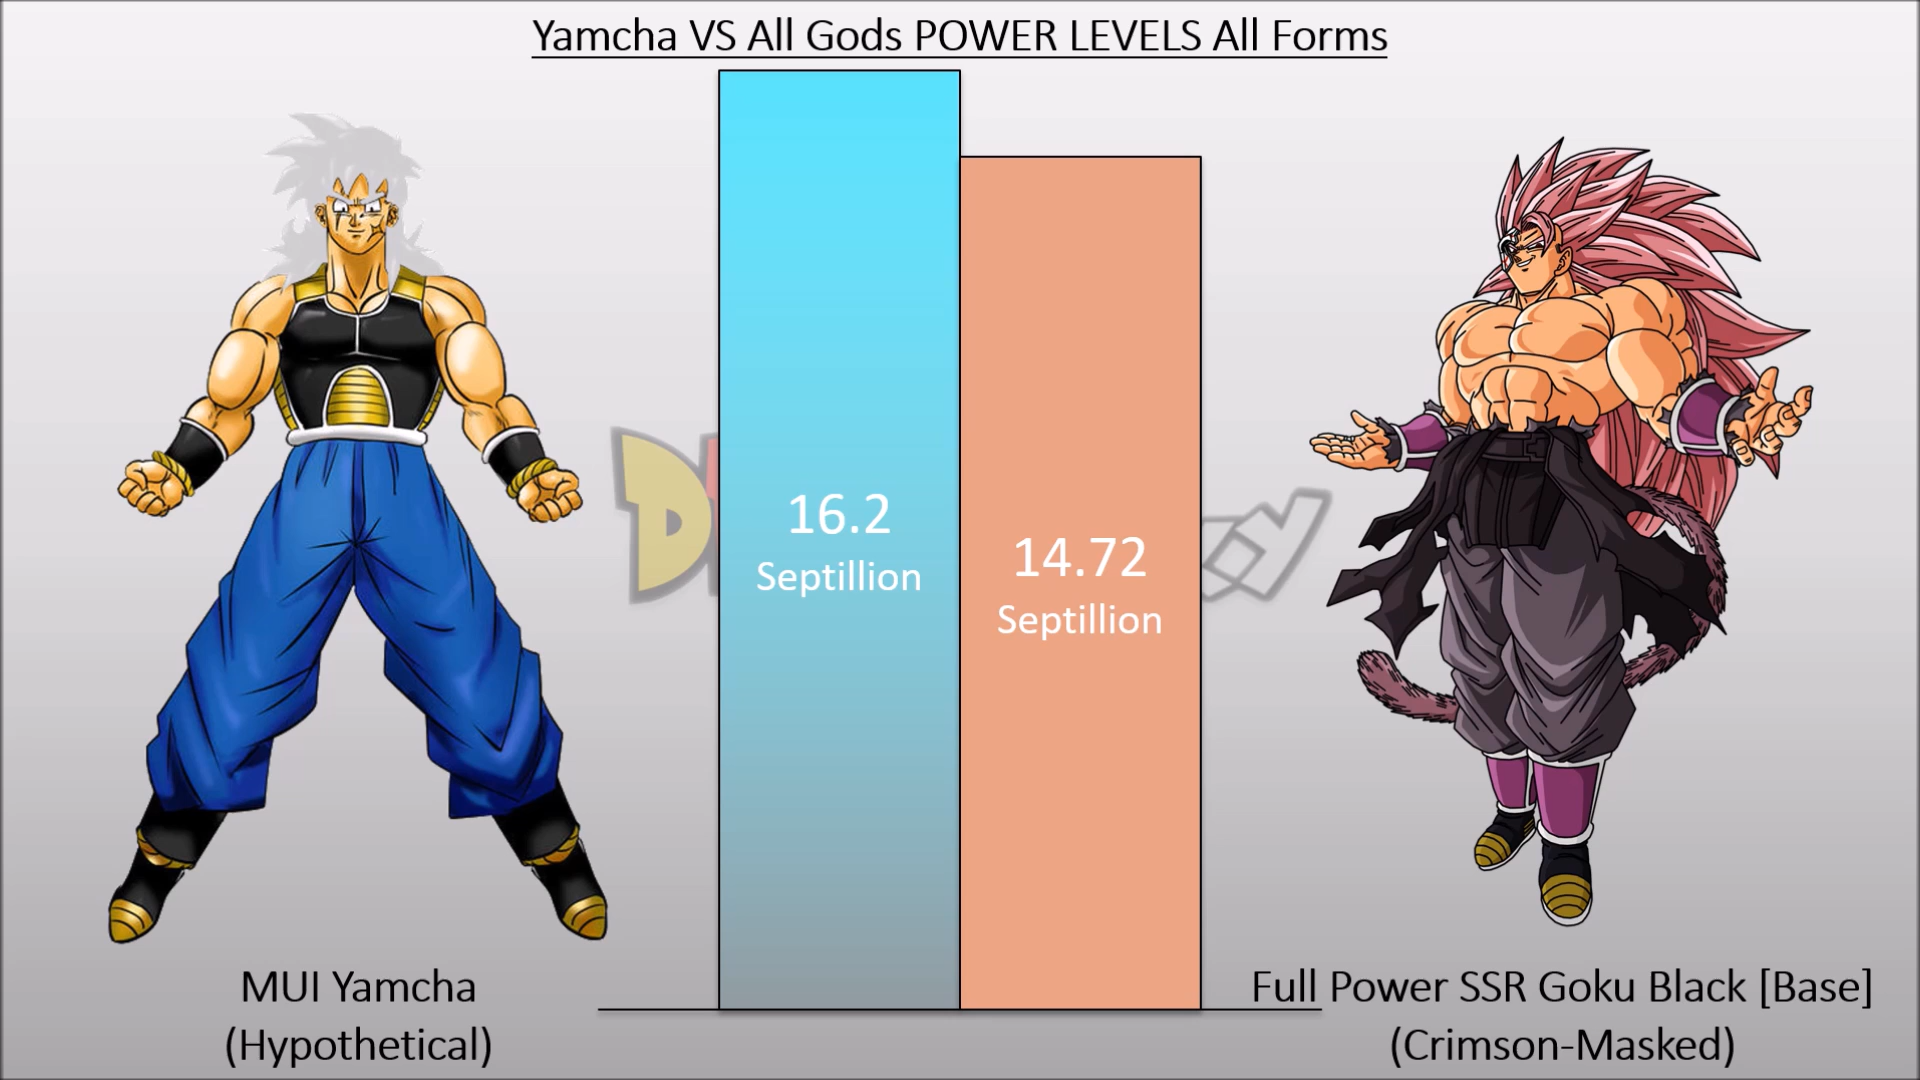 Yamcha VS All Gods POWER LEVELS All Forms
16.2
Septillion
14.72
Septillion
MUI Yamcha
(Hypothetical)
Full Power SSR Goku Black [Base]
(Crimson-Masked)